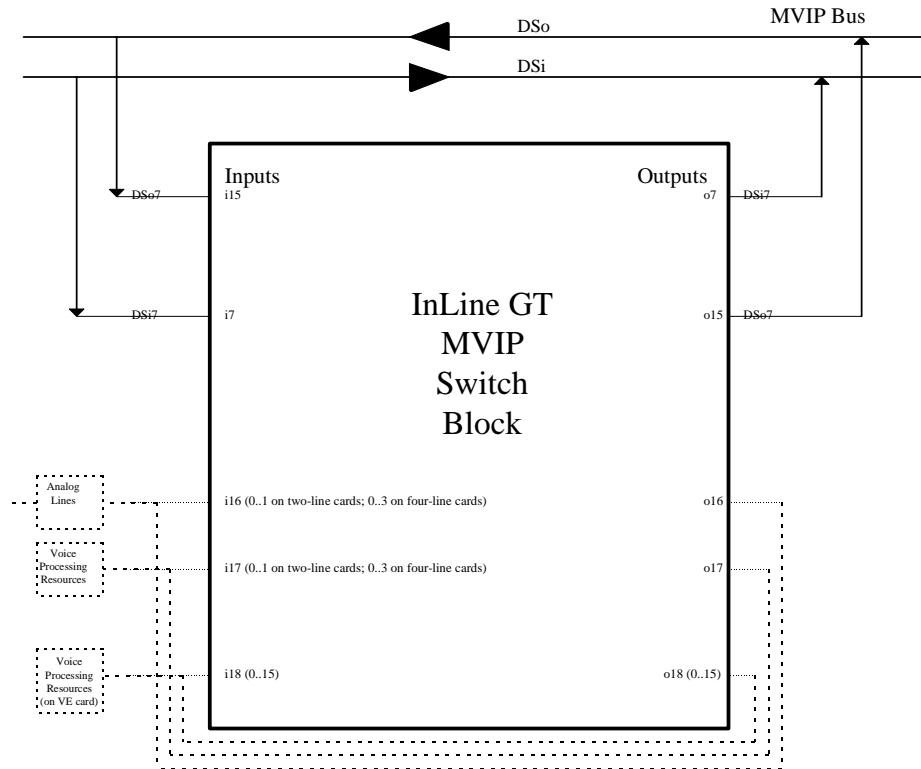 MVIP Bus
DSo
DSi
Inputs
Outputs
DSo7
i15
o7
DSi7
DSi7
i7
o15
DSo7
InLine GT
MVIP
Switch
Block
Analog
Lines
i16 (0..1 on two-line cards; 0..3 on four-line cards)
o16
Voice
Processing
Resources
i17 (0..1 on two-line cards; 0..3 on four-line cards)
o17
Voice
Processing
Resources
(on VE card)
i18 (0..15)
o18 (0..15)